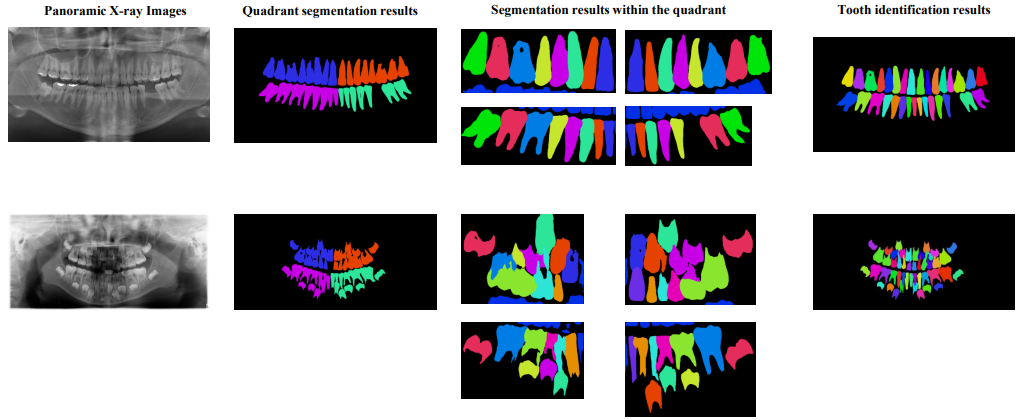 Panoramic X-ray Images
Quadrant segmentation results
Segmentation results within the quadrant
Tooth identification results